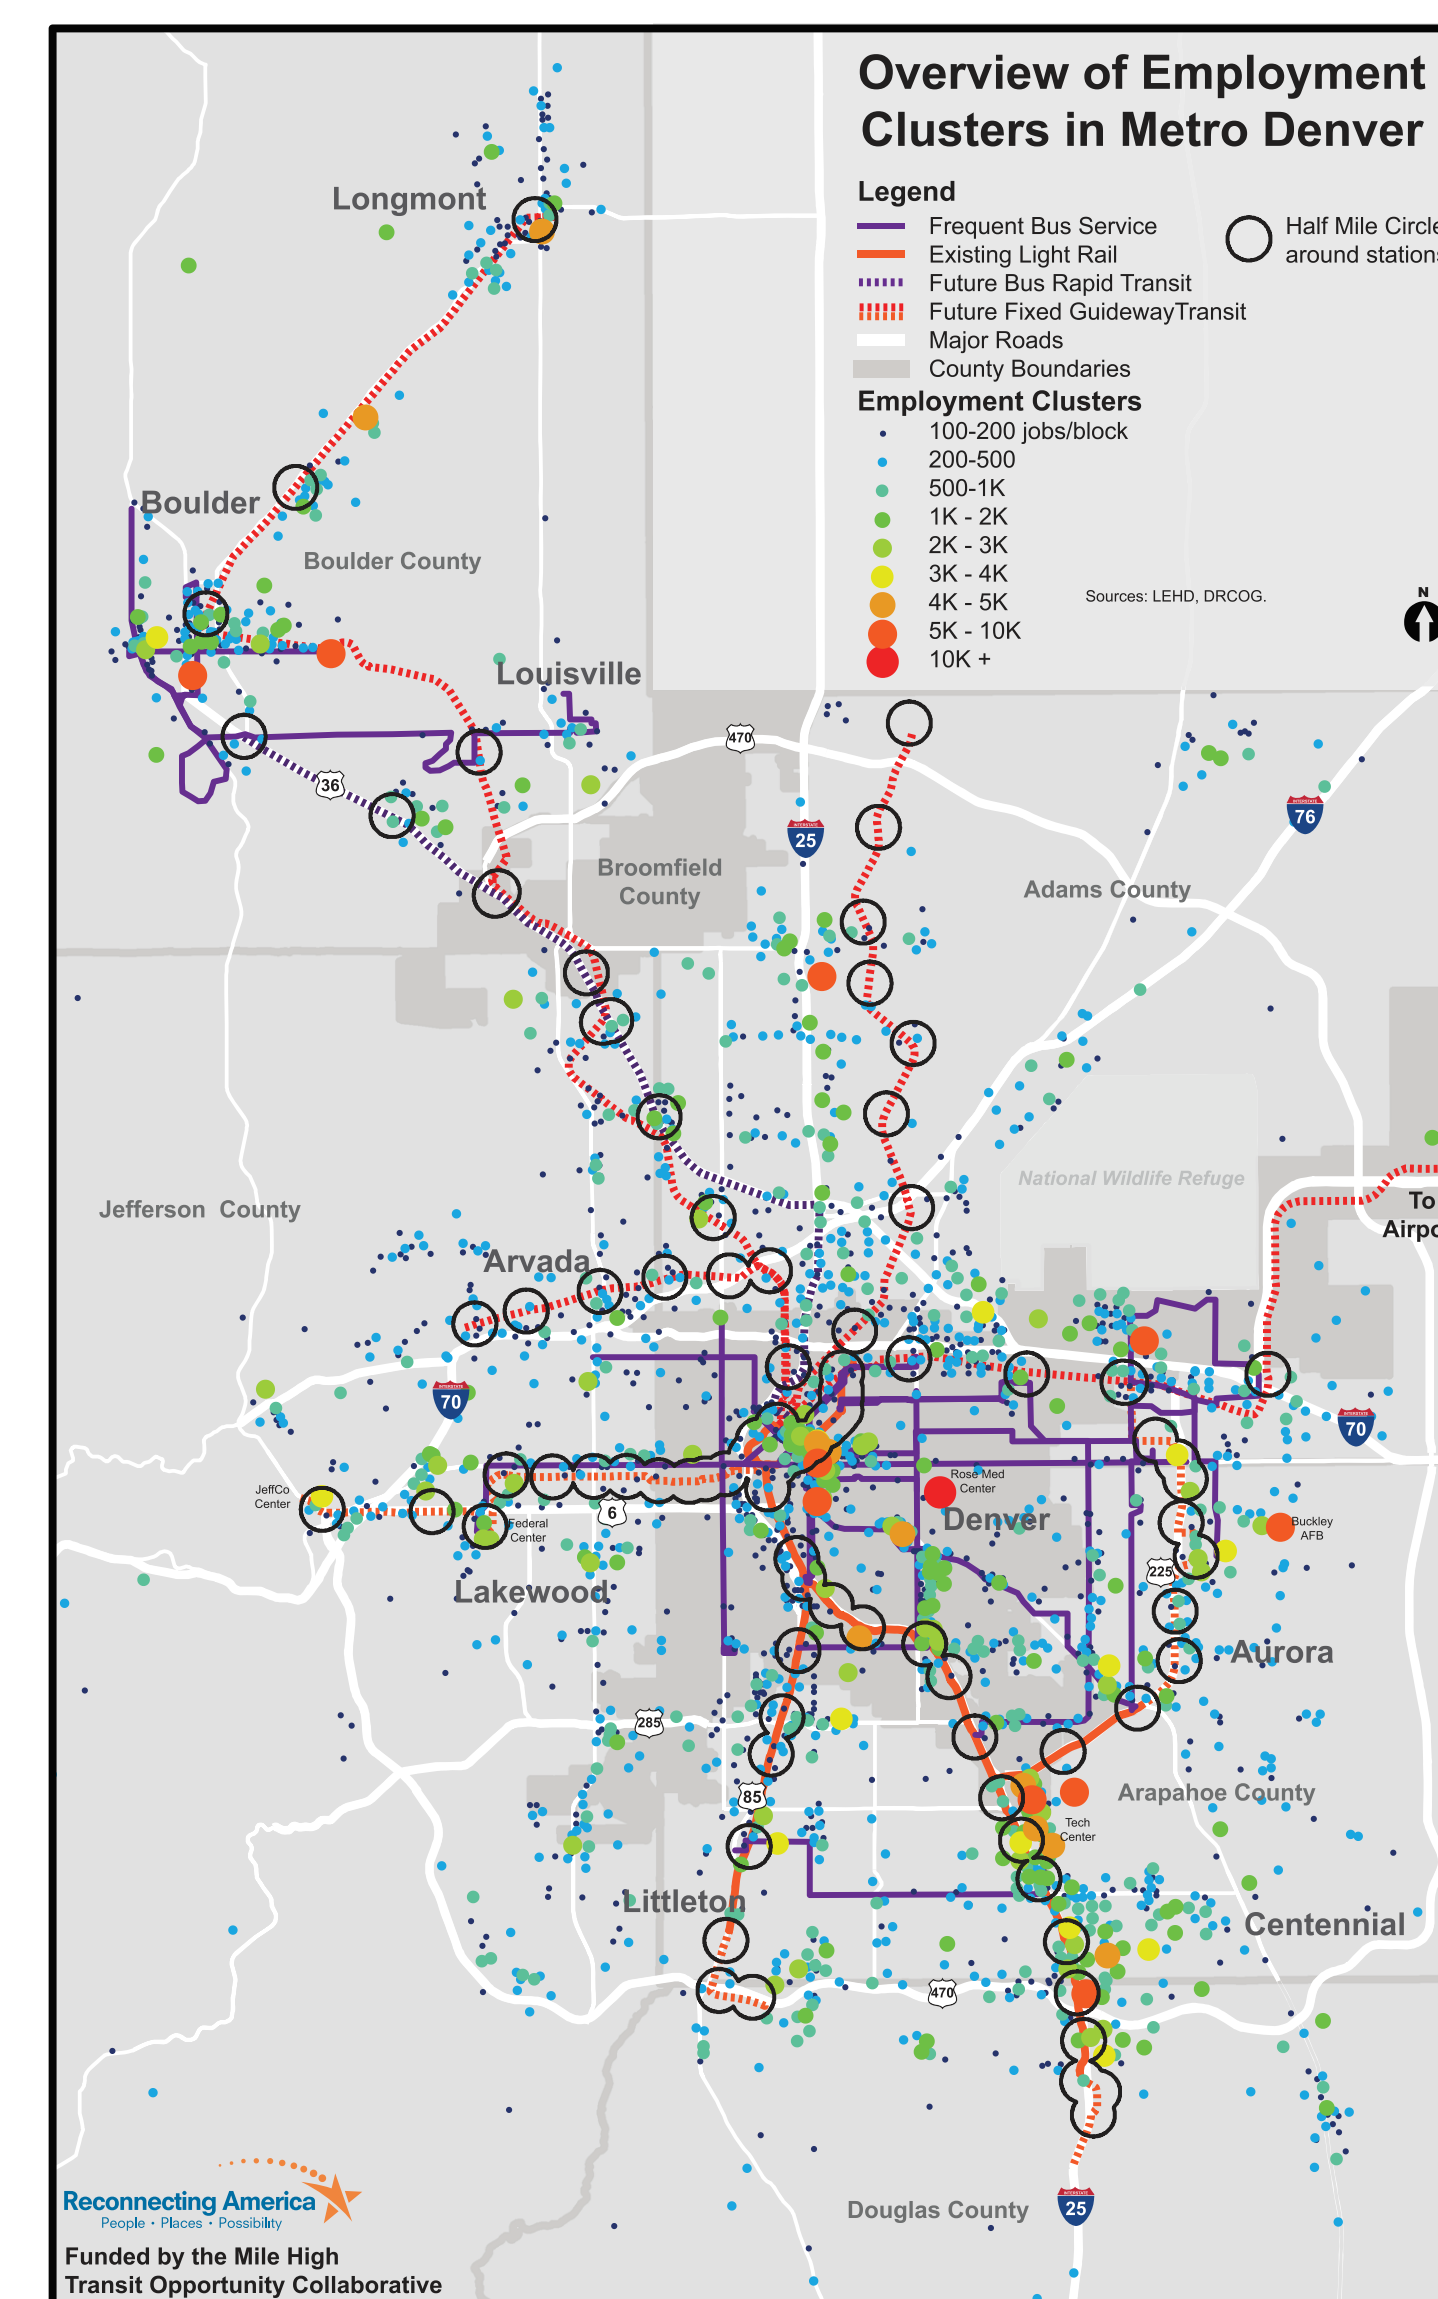 Overview of Employment
Clusters in Metro Denver
Legend
Frequent Bus Service
Existing Light Rail
Future Bus Rapid Transit
Future Fixed GuidewayTransit
Major Roads
County Boundaries
Half Mile Circle
around stations
Employment Clusters
100-200 jobs/block
200-500
500-1K
1K - 2K
2K - 3K
3K - 4K
4K - 5K
5K - 10K
10K +
Sources: LEHD, DRCOG.
N
Longmont
Boulder
Boulder County
Louisville
470
36
INTERSTATE
25
INTERSTATE
76
Broomfield
County
Adams County
National Wildlife Refuge
Jefferson County
To
Airpo
Arvada
INTERSTATE
70
INTERSTATE
70
JeffCo
Center
Federal
Center
6
Rose Med
Center
Denver
Buckley
AFB
225
Lakewood
Aurora
285
85
Arapahoe County
Tech
Center
Littleton
Centennial
470
Douglas County
INTERSTATE
25
Reconnecting America
People • Places • Possibility
Funded by the Mile High
Transit Opportunity Collaborative